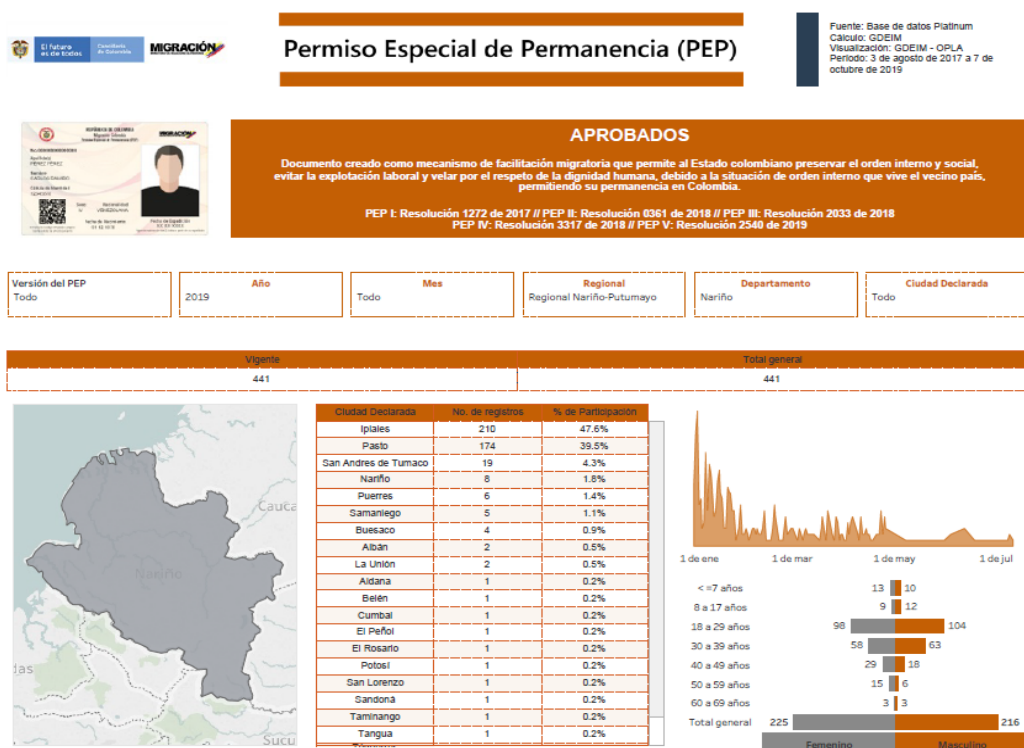 El futuro
es de todos
Cancillería
de Colombia
MIGRACIÓN
Permiso Especial de Permanencia (PEP)
Fuente: Base de datos Platinum
Cálculo: GDEIM
Visualización: GDEIM - OPLA
Periodo: 3 de agosto de 2017 a 7 de
octubre de 2019
REPÚBLICA DE COLOMBIA
MIGRACIÓN
APROBADOS
Documento creado como mecanismo de facilitación migratoria que permite al Estado colombiano preservar el orden interno y social,
evitar la explotación laboral y velar por el respeto de la dignidad humana, debido a la situación de orden interno que vive el vecino país,
permitiendo su permanencia en Colombia.
PEP I: Resolución 1272 de 2017 // PEP II: Resolución 0361 de 2018 // PEP III: Resolución 2033 de 2018
PEP IV: Resolución 3317 de 2018 // PEP V: Resolución 2540 de 2019
Versión del PEP
Todo
Año
2019
Mes
Todo
Regional
Regional Nariño-Putumayo
Departamento
Nariño
Ciudad Declarada
Todo
Vigente Total general
441 441
Cauca
Nariño
das
Sucu
Ciudad Declarada No. de registros % de Participación
Ipiales 210 47.6%
Pasto 174 39.5%
San Andres de Tumaco 19 4.3%
Nariño 8 1.8%
Puerres 6 1.4%
Samaniego 5 1.1%
Buesaco 4 0.9%
Albán 2 0.5%
La Unión 2 0.5%
Aldana 1 0.2%
Belén 1 0.2%
Cumbal 1 0.2%
El Peñol 1 0.2%
El Rosario 1 0.2%
Potosí 1 0.2%
San Lorenzo 1 0.2%
Sandoná 1 0.2%
Taminango 1 0.2%
Tangua 1 0.2%
1 de ene 1 de mar 1 de may 1 de jul
< =7 años 13 10
8 a 17 años 9 12
18 a 29 años 98 104
30 a 39 años 58 63
40 a 49 años 29 18
50 a 59 años 15 6
60 a 69 años 3 3
Total general 225 216
Femenino Masculino